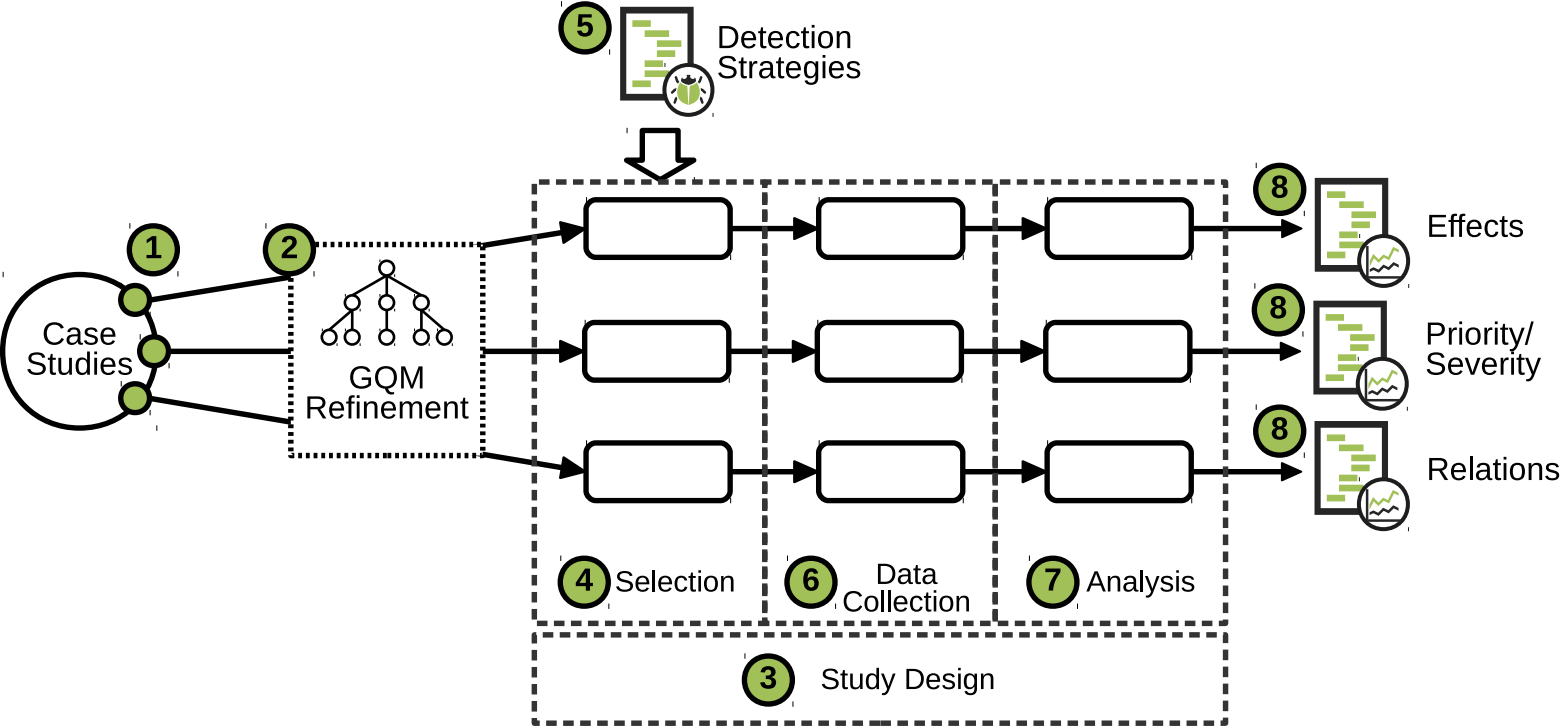 5
Detection
Strategies
1
2
8
Effects
Case
Studies
GQM
Refinement
8
Priority/
Severity
8
Relations
4 Selection
6 Data
Collection
7 Analysis
3 Study Design